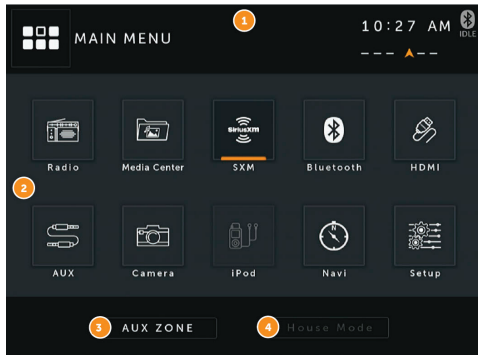 1
MAIN MENU
10:27 AM
IDLE
--- --
SiriusXM
N
Radio
Media Center
SXM
Bluetooth
HDMI
2
AUX
Camera
iPod
Navi
Setup
3
AUX ZONE
4
House Mode